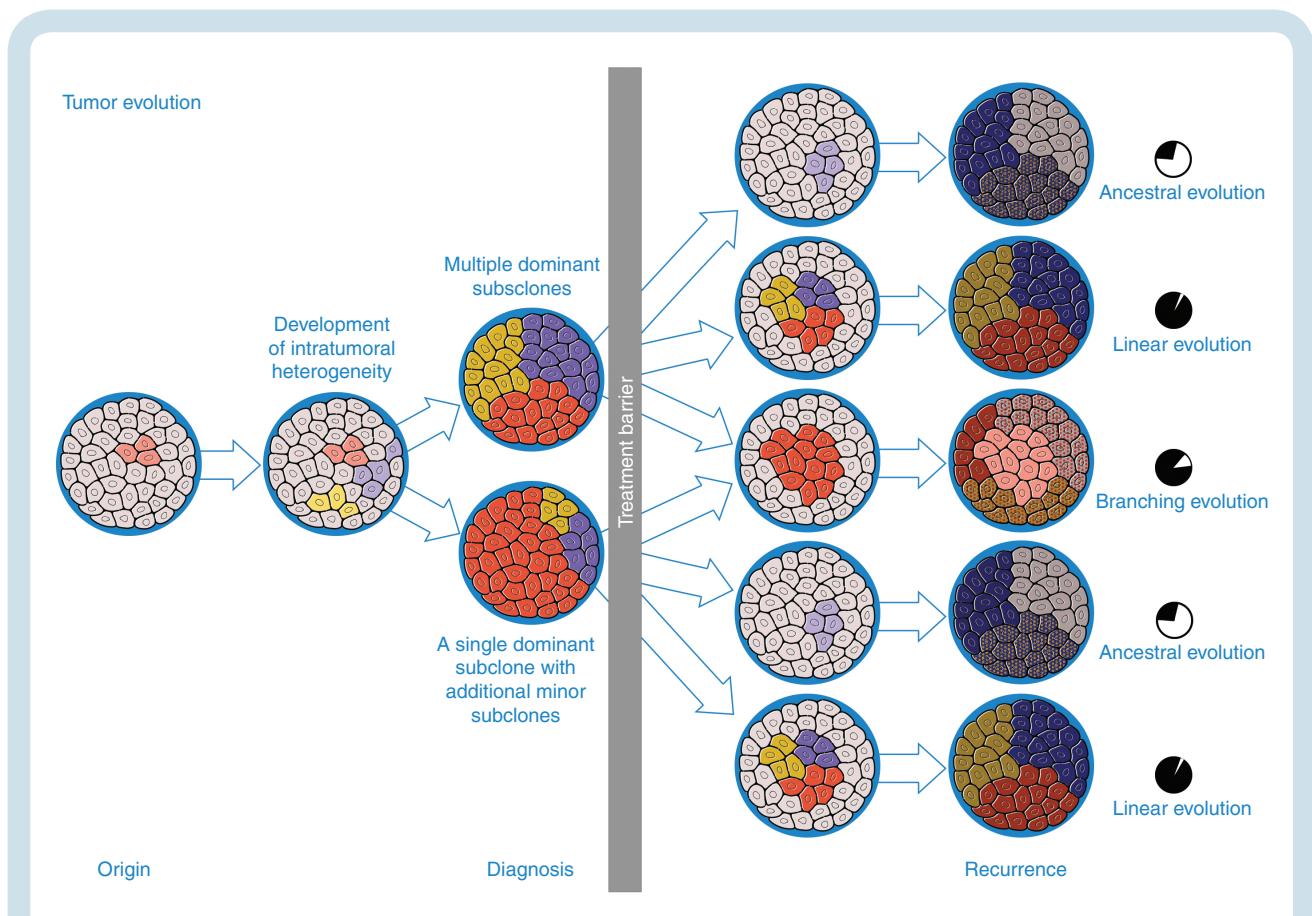 Tumor evolution
Multiple dominant
subsclones
Development
of intratumoral
heterogeneity
A single dominant
subclone with
additional minor
subclones
Treatment barrier
Ancestral evolution
Linear evolution
Branching evolution
Ancestral evolution
Linear evolution
Origin
Diagnosis
Recurrence